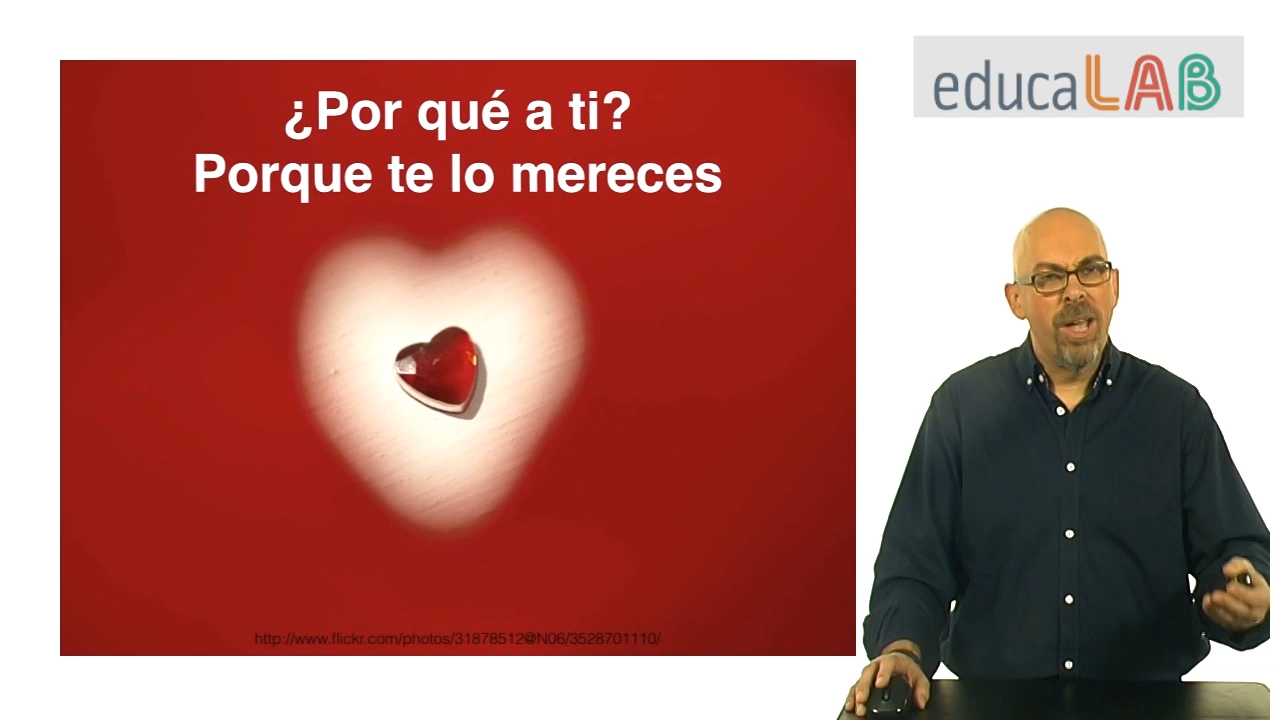 ¿Por qué a ti?
Porque te lo mereces
educaLAB
http://www.flickr.com/photos/31878512@N06/3528701110/